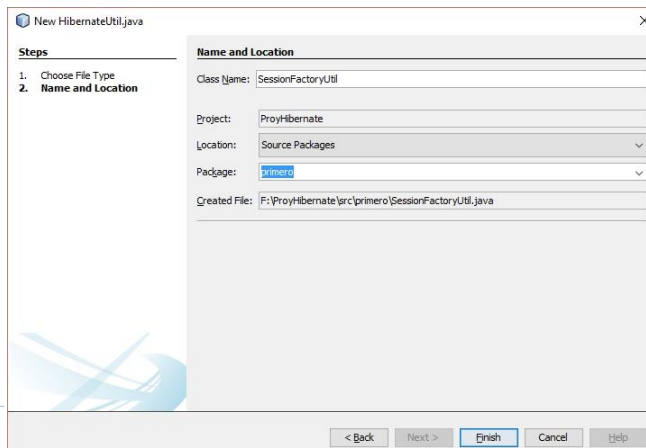 New HibernateUtil.java
Steps
1. Choose File Type
2. Name and Location
Name and Location
Class Name: SessionFactoryUtil
Project: ProyHibernate
Location: Source Packages
Package: primero
Created File: F:\ProyHibernate\src\primero\SessionFactoryUtil.java
< Back Next > Finish Cancel Help